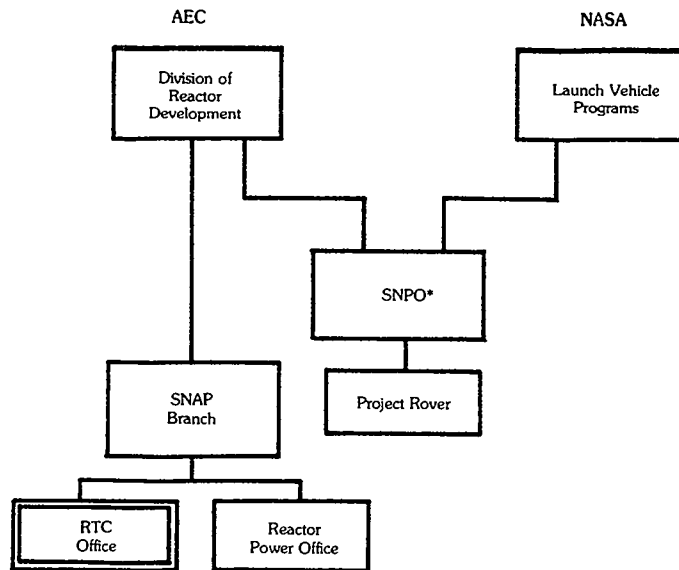 AEC
NASA
Division of
Reactor
Development
Launch Vehicle
Programs
SNPO*
SNAP
Branch
Project Rover
RTC
Office
Reactor
Power Office